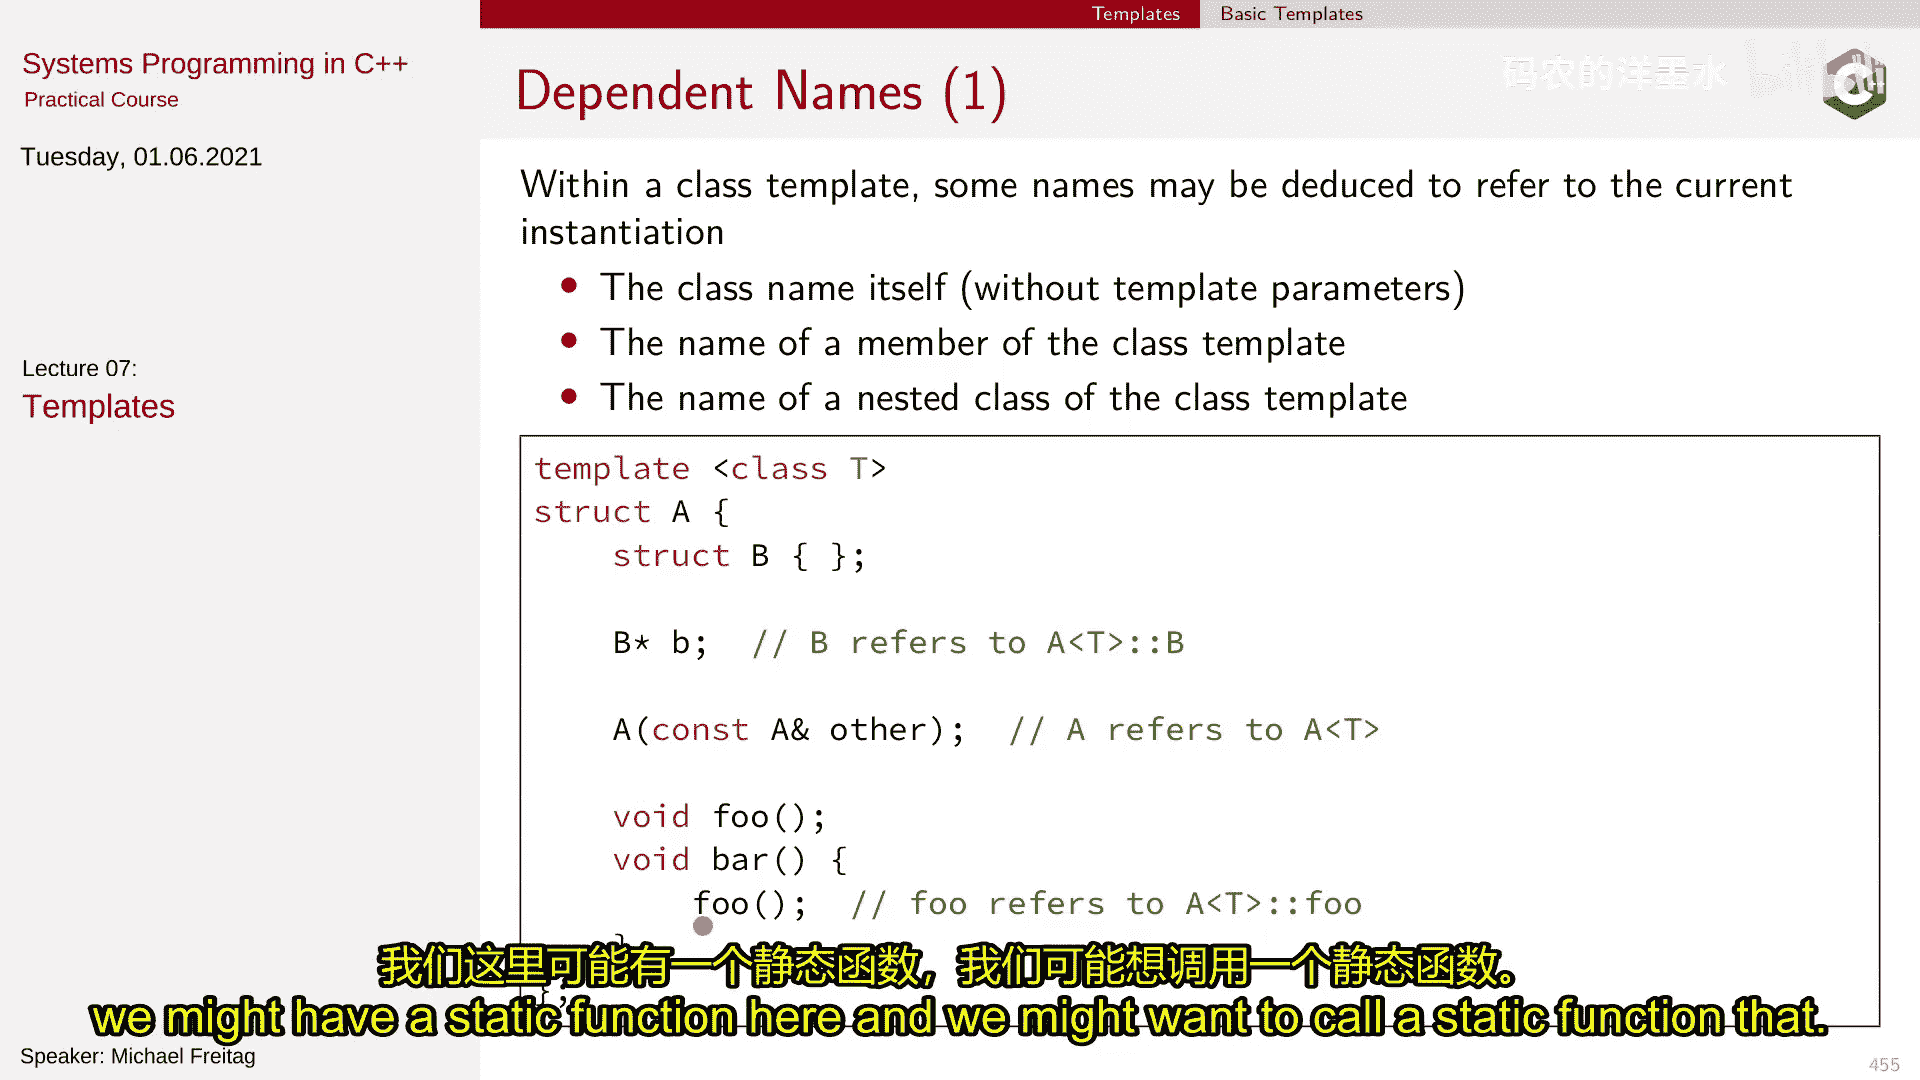 Templates
Basic Templates
Systems Programming in C++
Practical Course
Tuesday, 01.06.2021
Lecture 07:
Templates
Dependent Names (1)
码农的洋墨水
Within a class template, some names may be deduced to refer to the current
instantiation
• The class name itself (without template parameters)
• The name of a member of the class template
• The name of a nested class of the class template
template <class T>
struct A {
struct B { };
B* b; // B refers to A<T>::B
A(const A& other); // A refers to A<T>
void foo();
void bar() {
foo(); // foo refers to A<T>::foo
}
};
我们这里可能有一个静态函数，我们可能想调用一个静态函数。
we might have a static function here and we might want to call a static function that.
Speaker: Michael Freitag
455